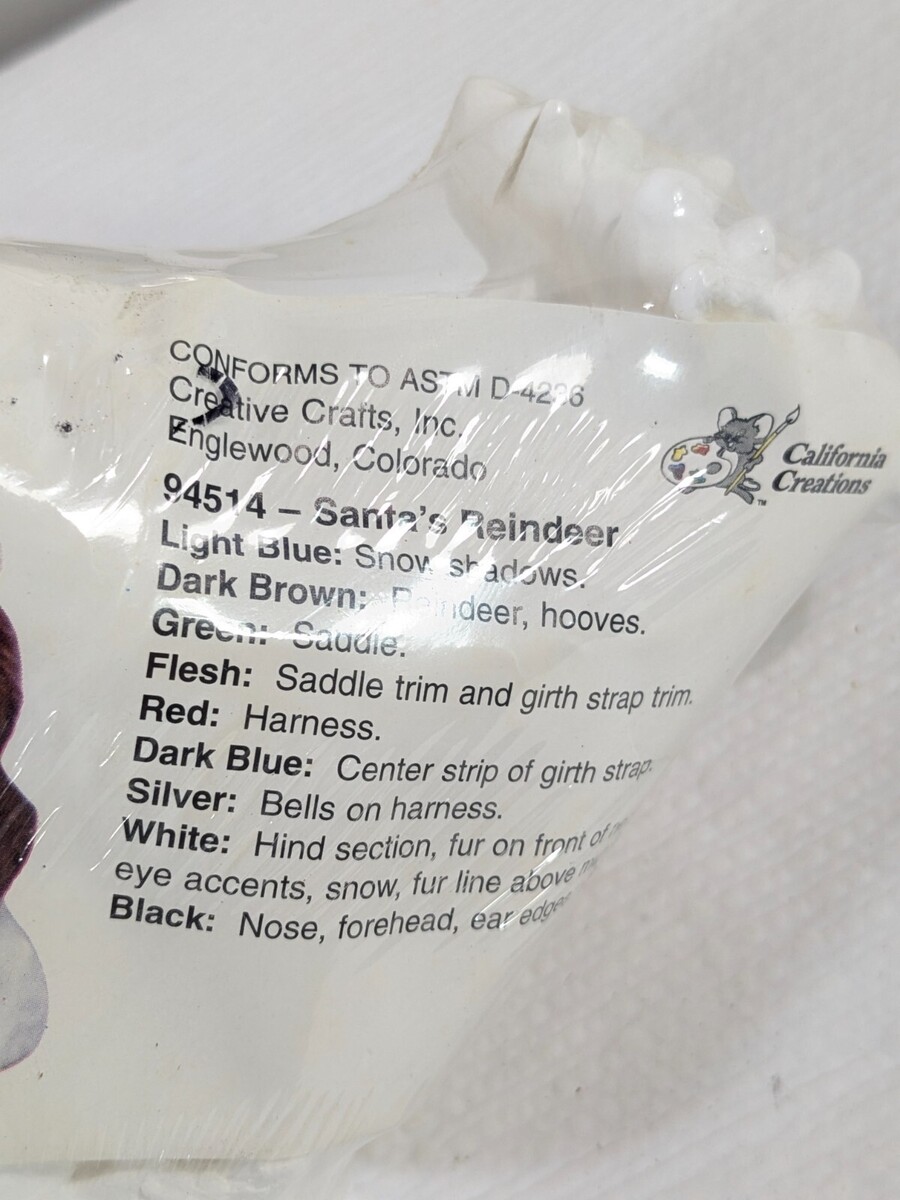 CONFORMS TO ASTM D-4236
Creative Crafts, Inc.
Englewood, Colorado
California
Creations
™
94514 – Santa's Reindeer
Light Blue: Snow shadows.
Dark Brown: Reindeer, hooves.
Green: Saddle.
Flesh: Saddle trim and girth strap trim.
Red: Harness.
Dark Blue: Center strip of girth strap.
Silver: Bells on harness.
White: Hind section, fur on front of
eye accents, snow, fur line above
Black: Nose, forehead, ear